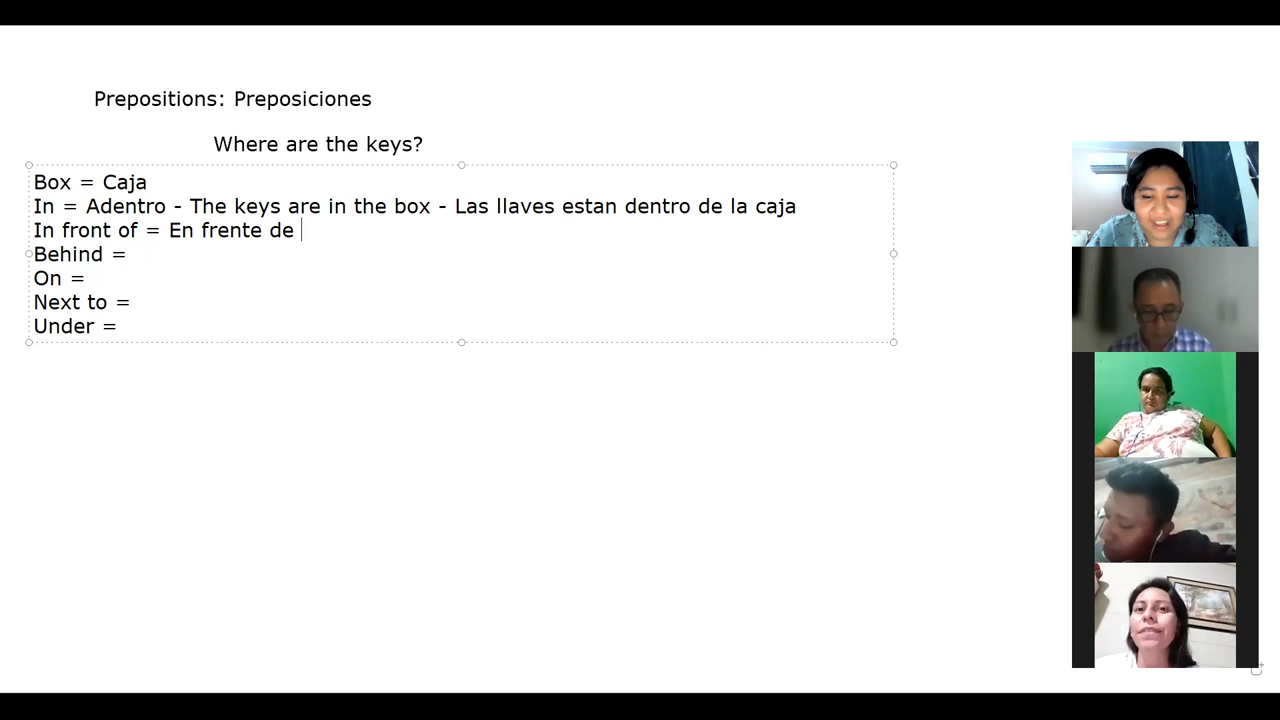 Prepositions: Preposiciones
Where are the keys?
Box = Caja
In = Adentro - The keys are in the box - Las llaves estan dentro de la caja
In front of = En frente de
Behind =
On =
Next to =
Under =